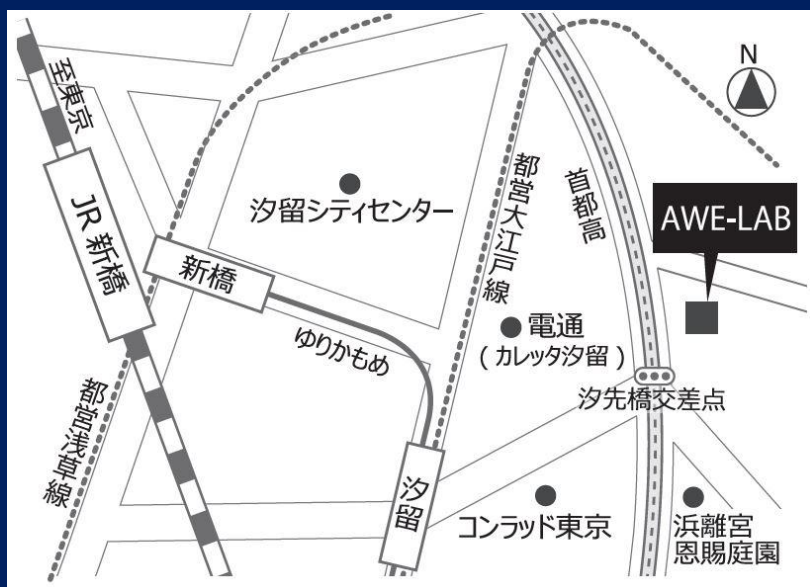 至東京
JR 新橋
新橋
汐留シティセンター
ゆりかもめ
都営浅草線
都営大江戸線
首都高
N
AWE-LAB
電通
( カレッタ汐留 )
汐先橋交差点
汐留
コンラッド東京
浜離宮
恩賜庭園